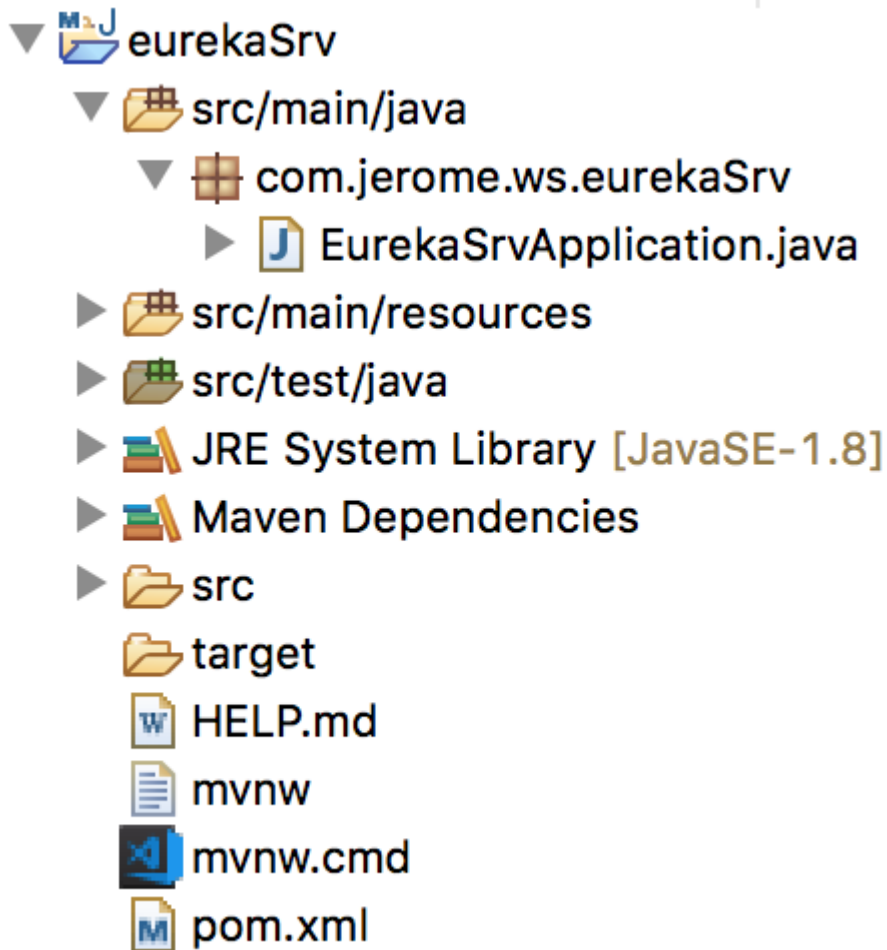 eurekaSrv
src/main/java
com.jerome.ws.eurekaSrv
EurekaSrvApplication.java
src/main/resources
src/test/java
JRE System Library [JavaSE-1.8]
Maven Dependencies
src
target
HELP.md
mvnw
mvnw.cmd
pom.xml